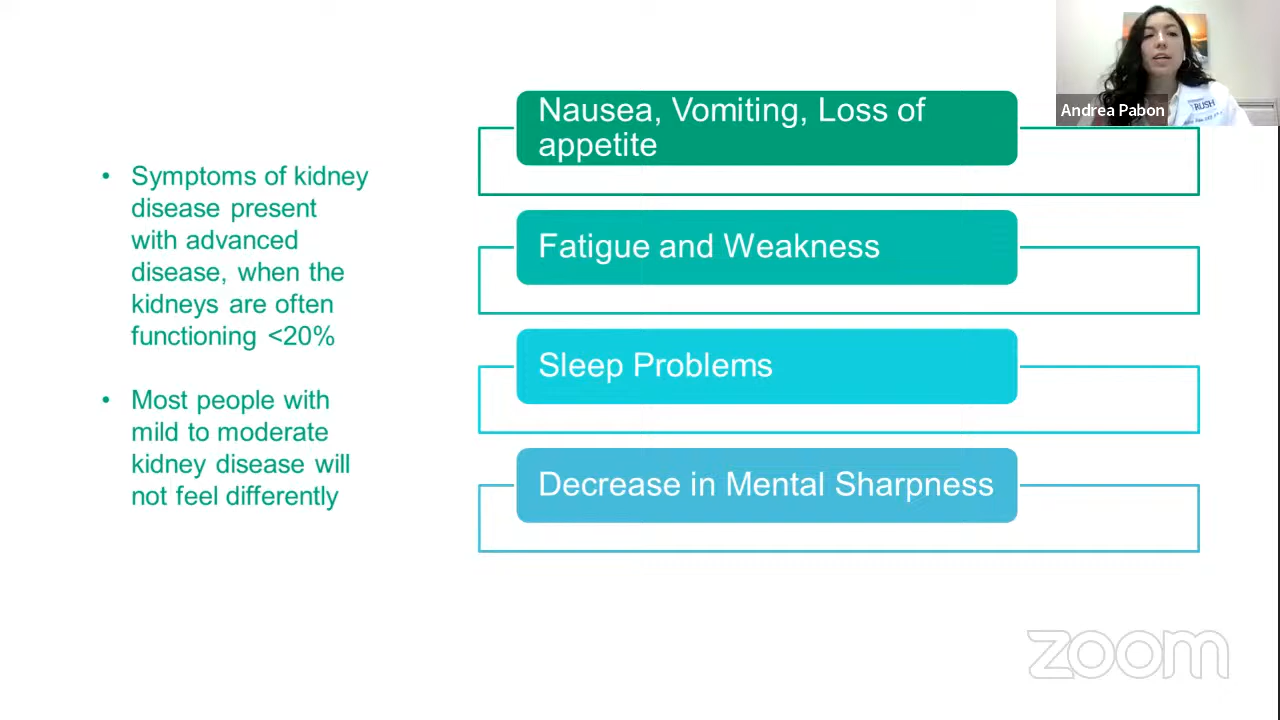 Andrea Pabon
RUSH
• Symptoms of kidney
disease present
with advanced
disease, when the
kidneys are often
functioning <20%
• Most people with
mild to moderate
kidney disease will
not feel differently
Nausea, Vomiting, Loss of
appetite
Fatigue and Weakness
Sleep Problems
Decrease in Mental Sharpness
zoom